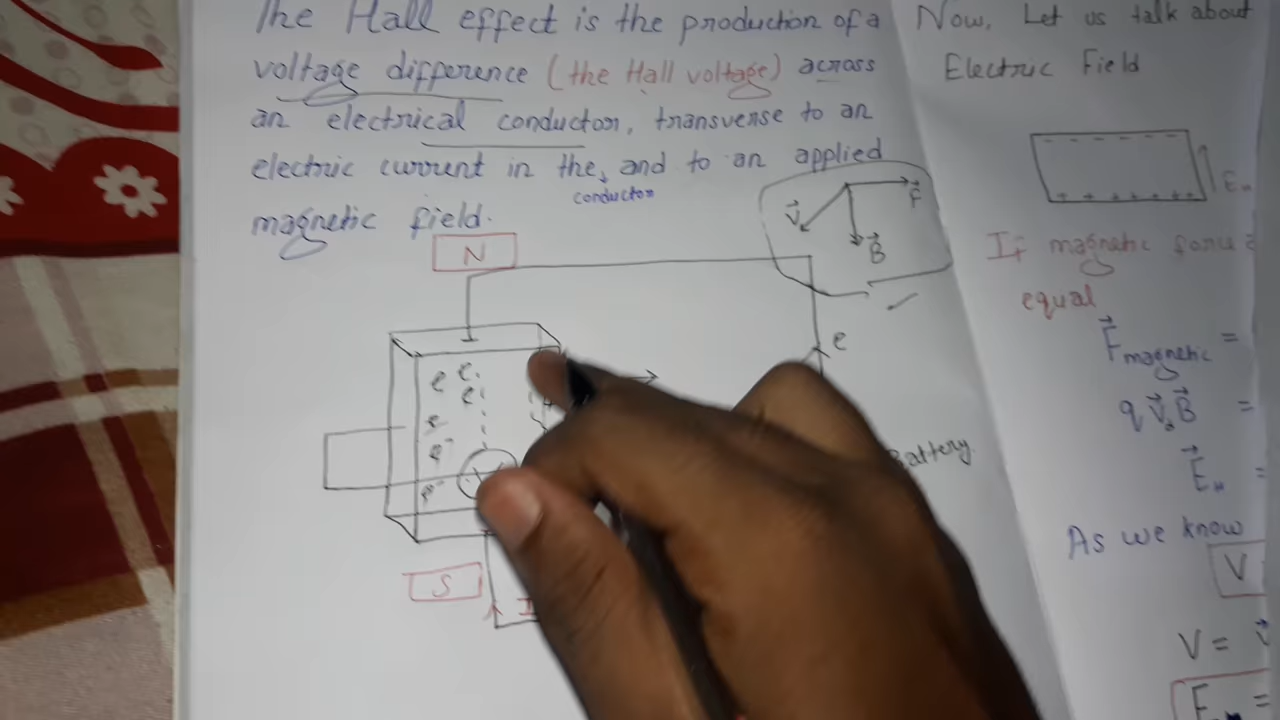 The Hall effect is the production of a
voltage difference (the Hall voltage) across
an electrical conductor, transverse to an
electric current in the, and to an applied
conductor
magnetic field.
N
V
F
B
e
e e
e
e
e
e
Battery
S
I
Now, Let us talk about
Electric Field
If magnetic
equal
F magnetic =
q V B =
E =
As we know
V
V = V
E =